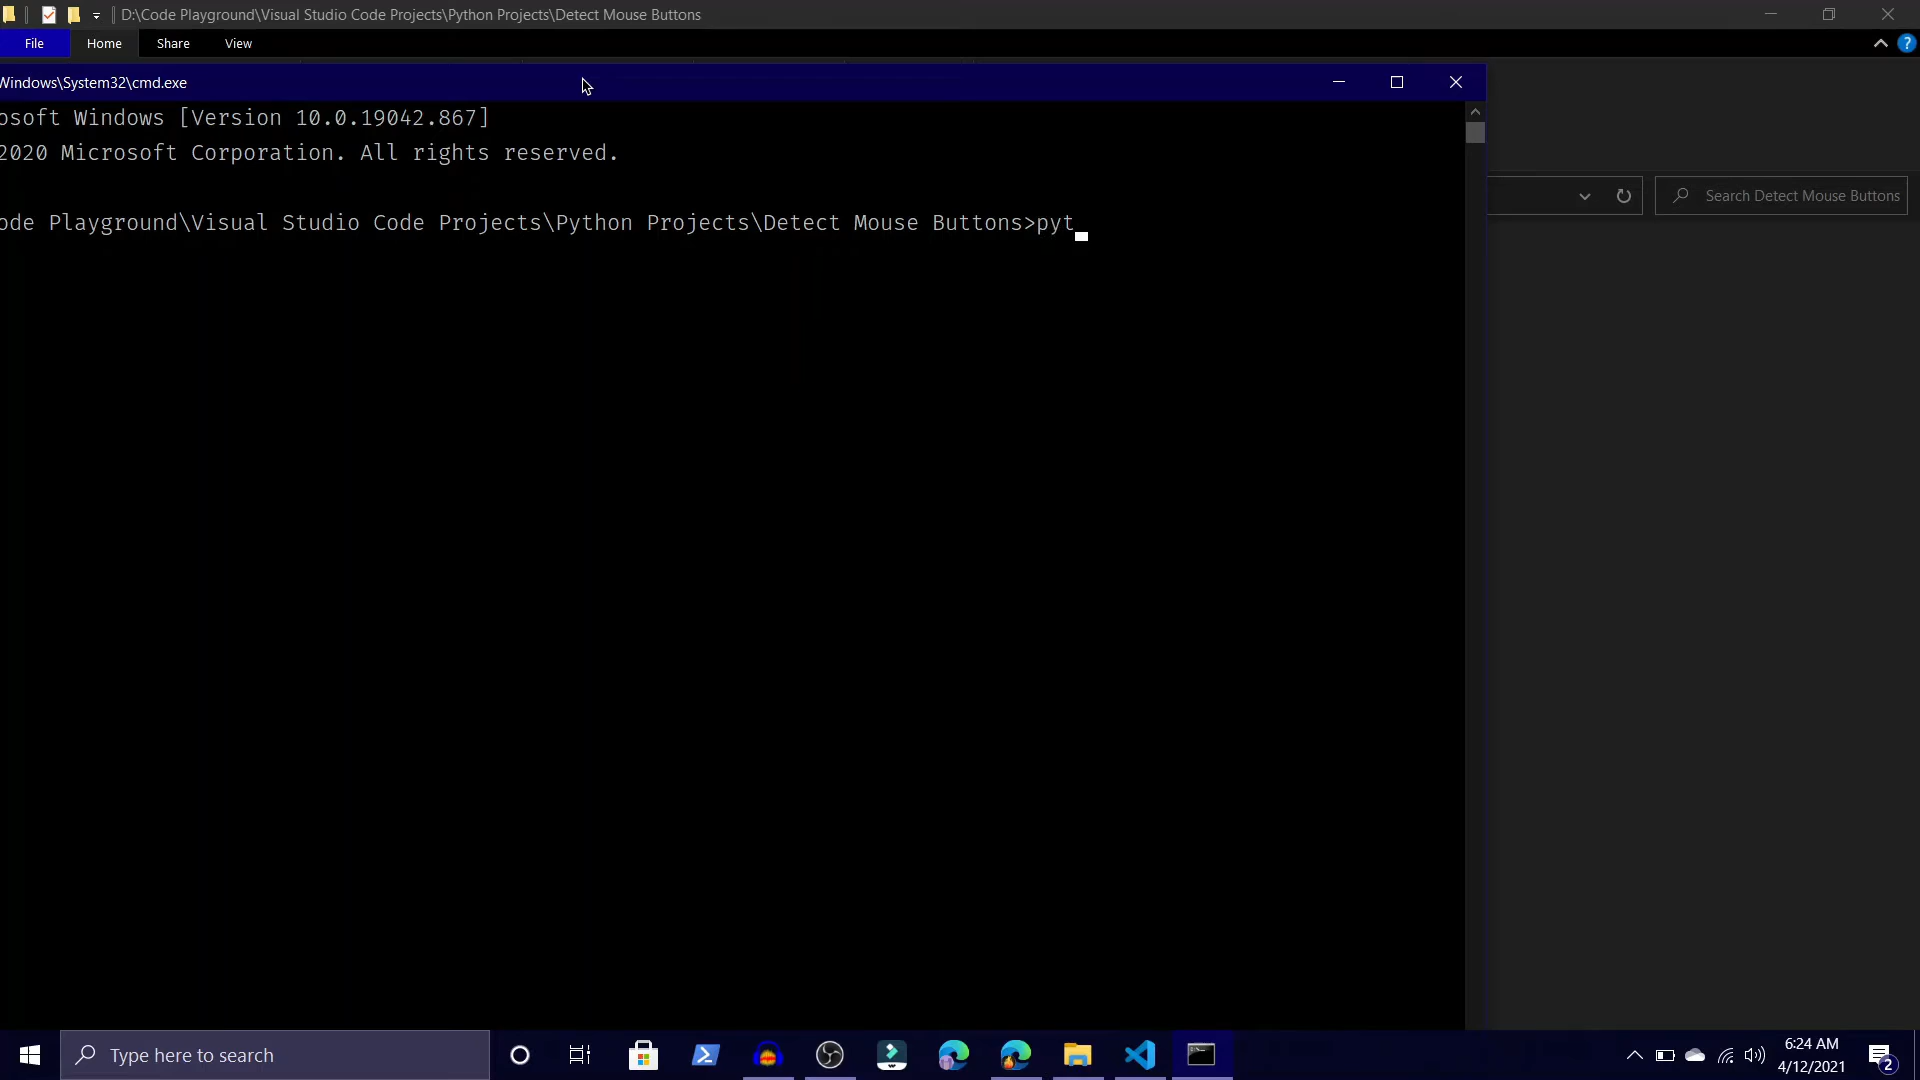 D:\Code Playground\Visual Studio Code Projects\Python Projects\Detect Mouse Buttons
File Home Share View
Windows\System32\cmd.exe
osoft Windows [Version 10.0.19042.867]
2020 Microsoft Corporation. All rights reserved.
Search Detect Mouse Buttons
ode Playground\Visual Studio Code Projects\Python Projects\Detect Mouse Buttons>pyt
Type here to search
6:24 AM
4/12/2021
2